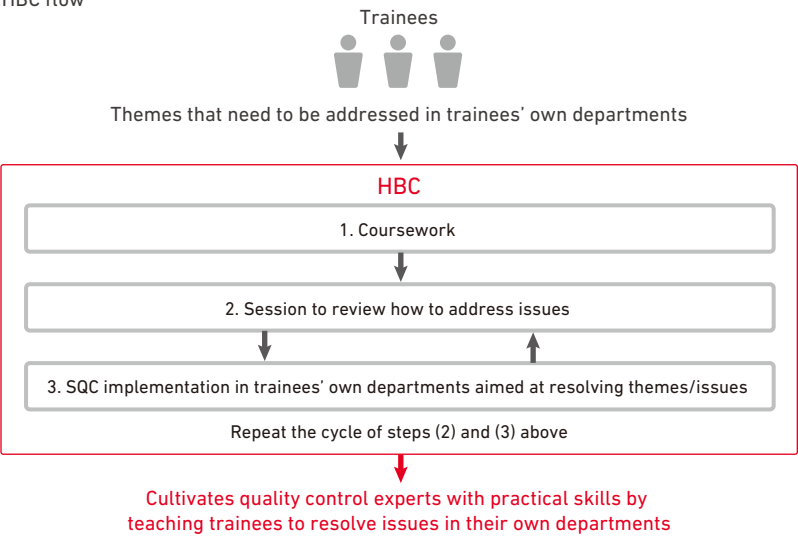 HBC flow
Trainees
Themes that need to be addressed in trainees’ own departments
HBC
1. Coursework
2. Session to review how to address issues
3. SQC implementation in trainees’ own departments aimed at resolving themes/issues
Repeat the cycle of steps (2) and (3) above
Cultivates quality control experts with practical skills by
teaching trainees to resolve issues in their own departments